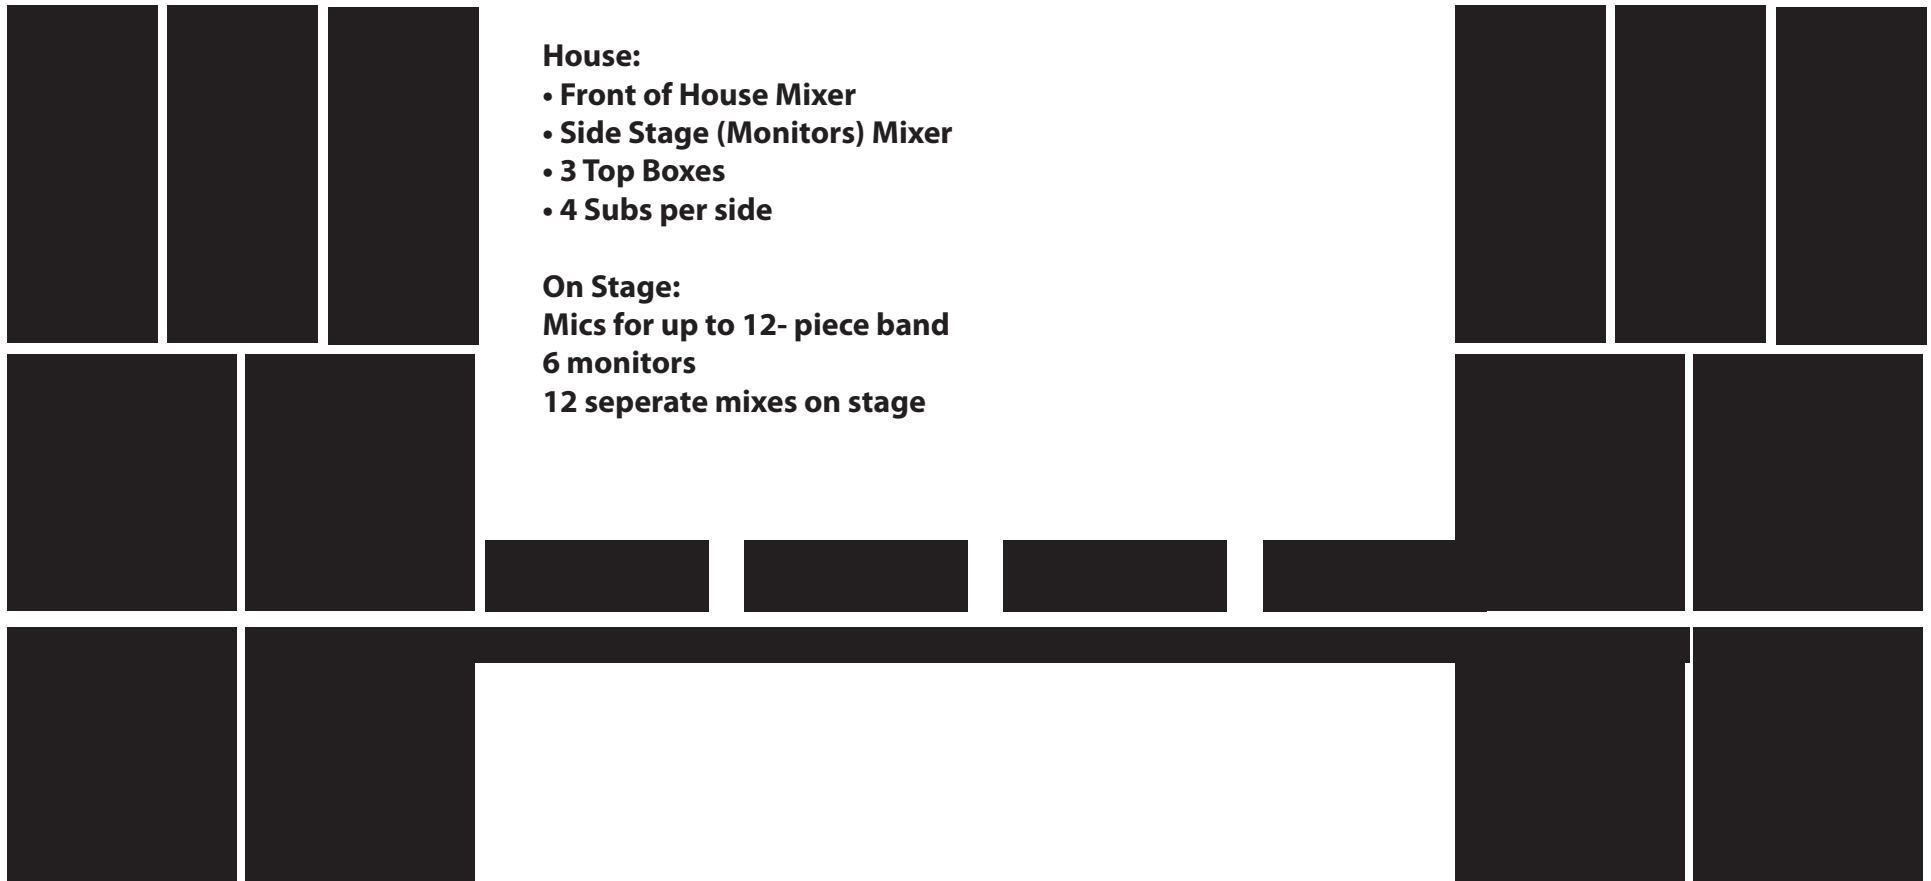 House:
• Front of House Mixer
• Side Stage (Monitors) Mixer
• 3 Top Boxes
• 4 Subs per side
On Stage:
Mics for up to 12- piece band
6 monitors
12 seperate mixes on stage